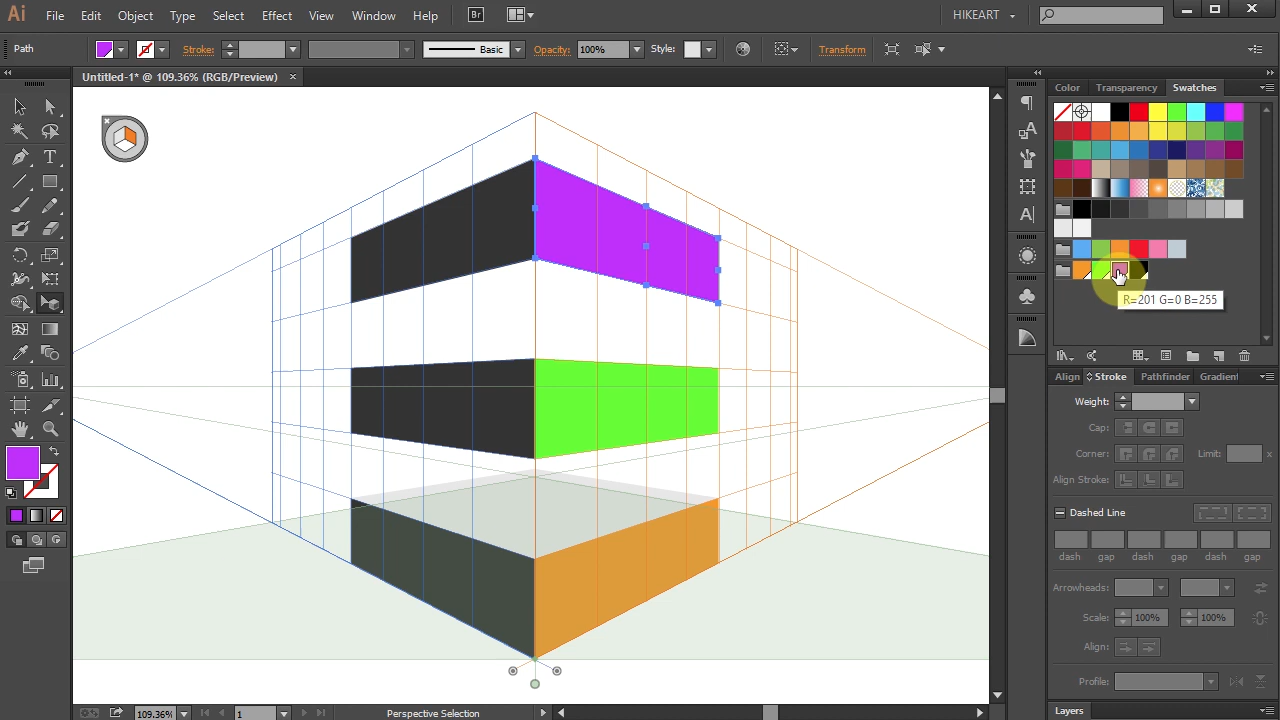 Ai File Edit Object Type Select Effect View Window Help Br HIKEART
Path Stroke: Basic Opacity: 100% Style: Transform
Untitled-1* @ 109.36% (RGB/Preview) ×
Color Transparency Swatches
R=201 G=0 B=255
Align Stroke Pathfinder Gradient
Weight:
Cap:
Corner: Limit: x
Align Stroke:
Dashed Line
dash gap dash gap dash gap
Arrowheads:
Scale: 100% 100%
Align:
Profile:
Layers
109.36% 1 Perspective Selection